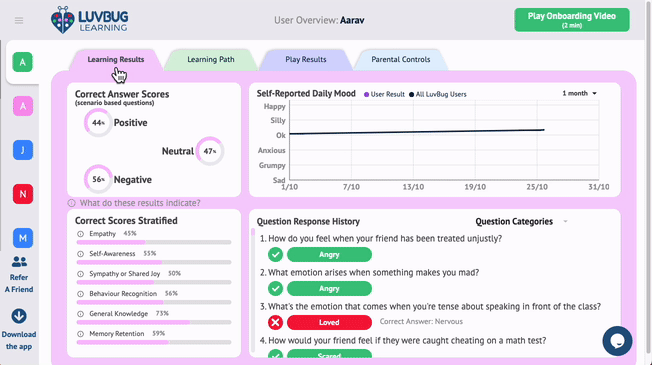 LUVBUG
LEARNING
User Overview: Aarav
Play Onboarding Video
(2 min)
A
A
J
N
M
Refer
A Friend
Download
the app
Learning Results
Learning Path
Play Results
Parental Controls
Correct Answer Scores
(scenario based questions)
44% Positive
Neutral 47%
56% Negative
Self-Reported Daily Mood
User Result
All LuvBug Users
1 month
Happy
Silly
Ok
Anxious
Grumpy
Sad
1/10 7/10 13/10 19/10 25/10 31/10
What do these results indicate?
Correct Scores Stratified
Empathy 45%
Self-Awareness 55%
Sympathy or Shared Joy 50%
Behaviour Recognition 56%
General Knowledge 73%
Memory Retention 59%
Question Response History
Question Categories
1. How do you feel when your friend has been treated unjustly?
Angry
2. What emotion arises when something makes you mad?
Angry
3. What's the emotion that comes when you're tense about speaking in front of the class?
Loved Correct Answer: Nervous
4. How would your friend feel if they were caught cheating on a math test?
Scared